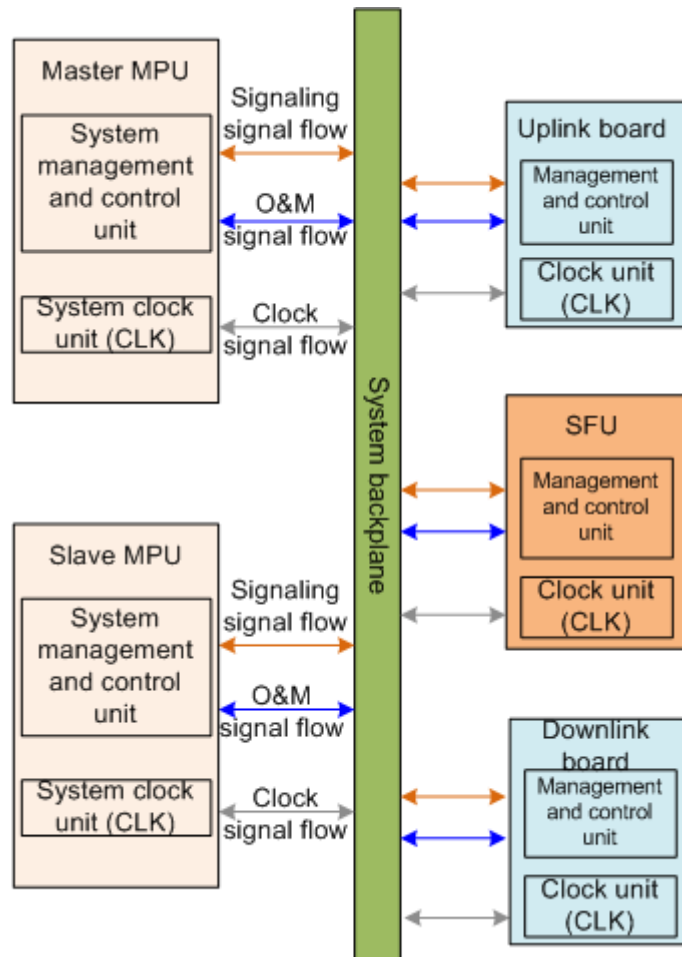 Master MPU
System
management
and control
unit
System clock
unit (CLK)
Signaling
signal flow
O&M
signal flow
Clock
signal flow
Slave MPU
System
management
and control
unit
System clock
unit (CLK)
Signaling
signal flow
O&M
signal flow
Clock
signal flow
System backplane
Uplink board
Management
and control
unit
Clock unit
(CLK)
SFU
Management
and control
unit
Clock unit
(CLK)
Downlink
board
Management
and control
unit
Clock unit
(CLK)